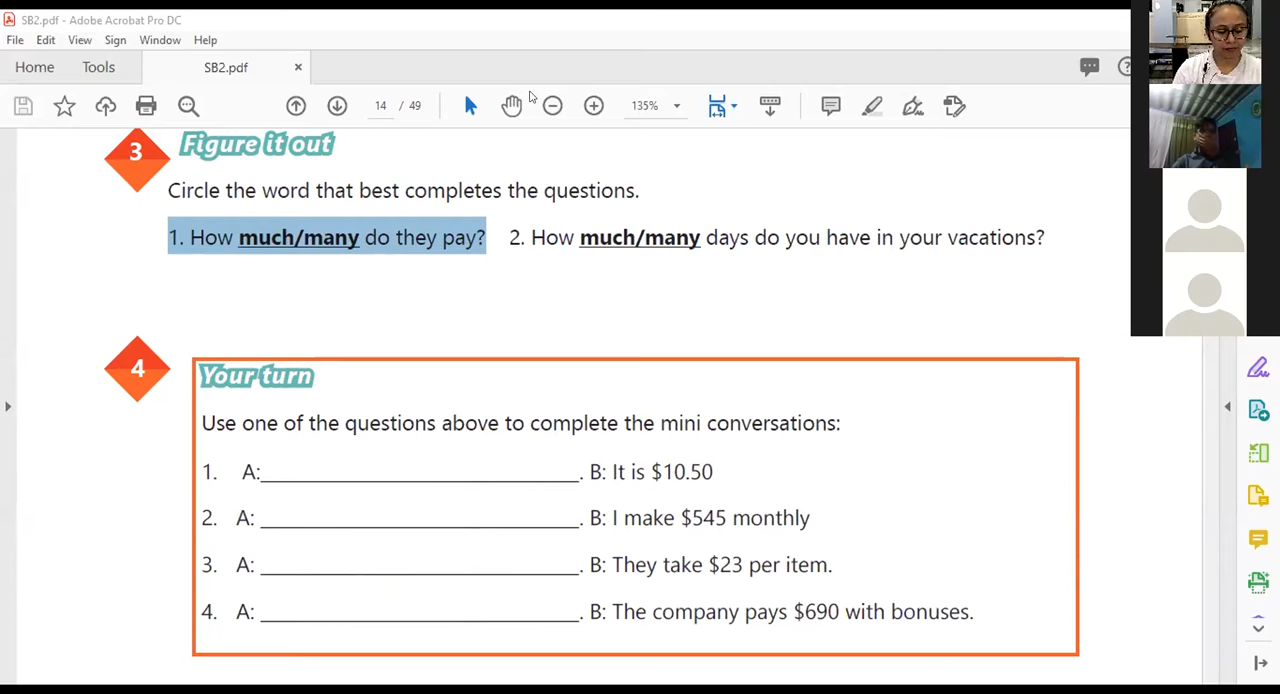 SB2.pdf - Adobe Acrobat Pro DC
File Edit View Sign Window Help
Home Tools SB2.pdf ×
14 / 49 135%
3 Figure it out
Circle the word that best completes the questions.
1. How much/many do they pay? 2. How much/many days do you have in your vacations?
4 Your turn
Use one of the questions above to complete the mini conversations:
1. A:______________________________. B: It is $10.50
2. A: ______________________________. B: I make $545 monthly
3. A: ______________________________. B: They take $23 per item.
4. A: ______________________________. B: The company pays $690 with bonuses.